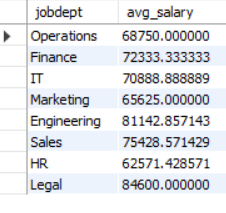 jobdept avg_salary
Operations 68750.000000
Finance 72333.333333
IT 70888.888889
Marketing 65625.000000
Engineering 81142.857143
Sales 75428.571429
HR 62571.428571
Legal 84600.000000